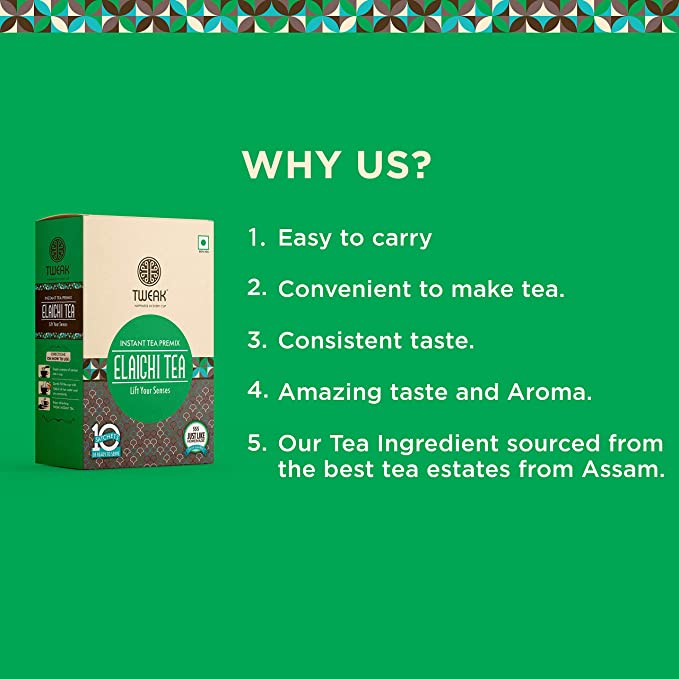 WHY US?
1. Easy to carry
2. Convenient to make tea.
3. Consistent taste.
4. Amazing taste and Aroma.
5. Our Tea Ingredient sourced from
the best tea estates from Assam.
TWEAK
INSTANT TEA PREMIX
ELAICHI TEA
Lift Your Senses
10
SACHETS
JUST LIKE
HOMEMADE
TWEAK
INSTANT TEA PREMIX
ELAICHI TEA
Lift Your Senses